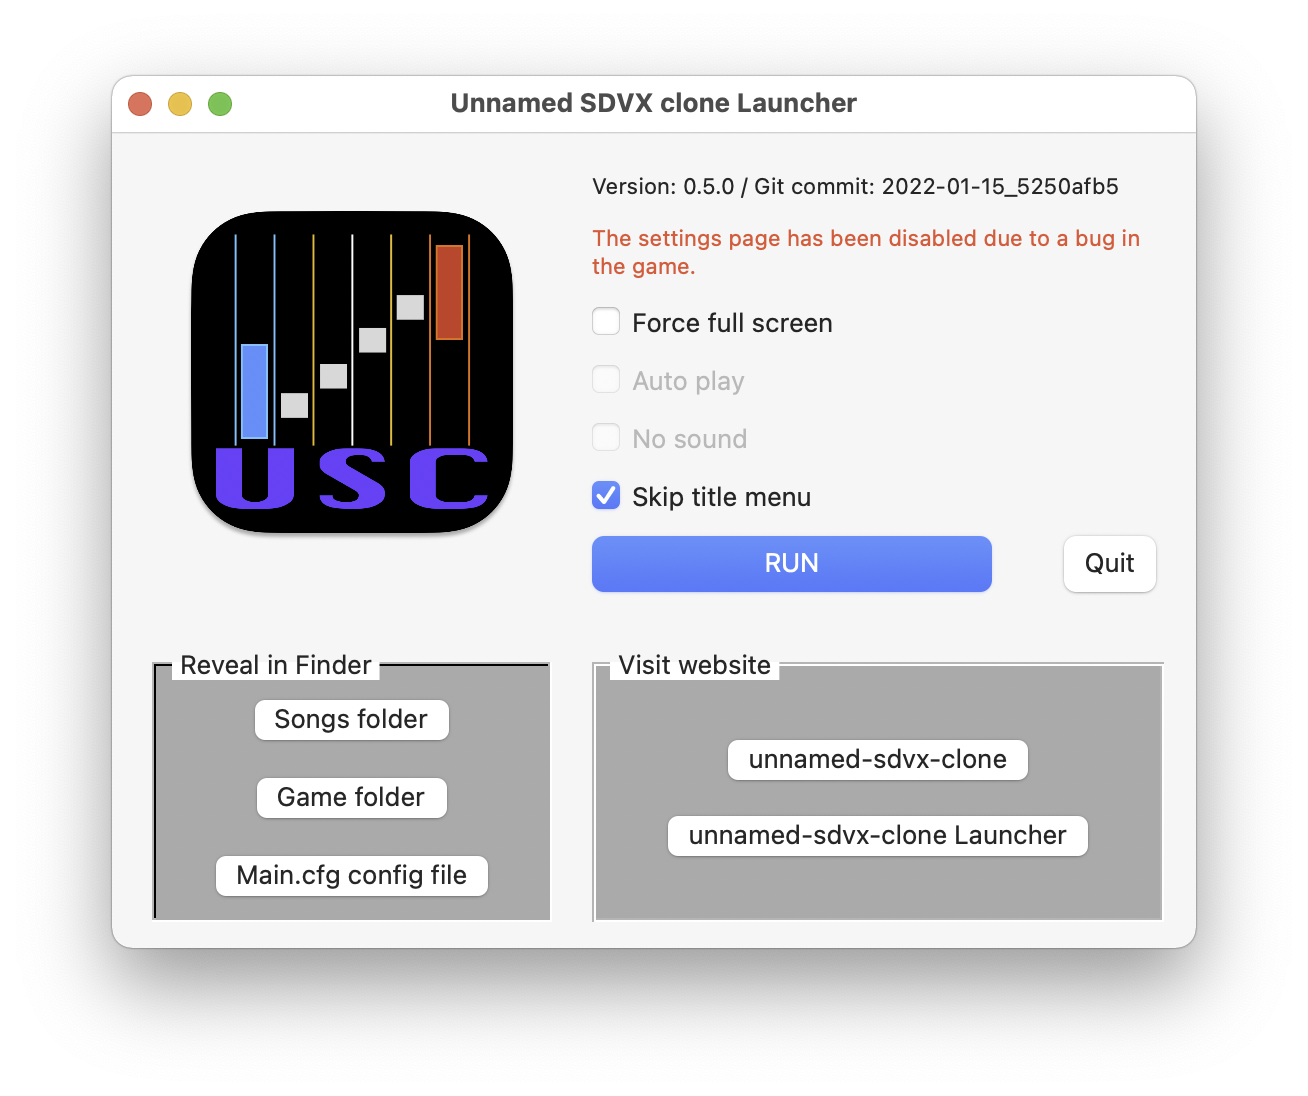 Unnamed SDVX clone Launcher
Version: 0.5.0 / Git commit: 2022-01-15_5250afb5
The settings page has been disabled due to a bug in
the game.
Force full screen
Auto play
No sound
Skip title menu
USC
RUN
Quit
Reveal in Finder
Songs folder
Game folder
Main.cfg config file
Visit website
unnamed-sdvx-clone
unnamed-sdvx-clone Launcher